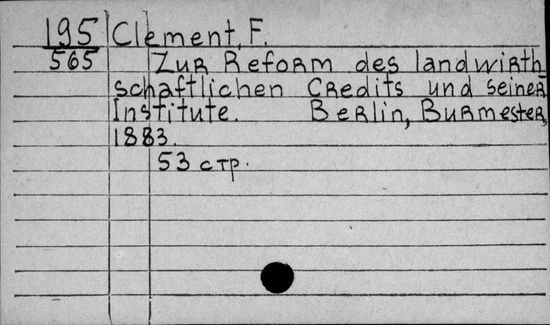 195 Clement, F.
565 Zur Reform des landwirth-
schaftlichen Credits und seiner
Institute. Berlin, Burmester,
1883.
53 стр.